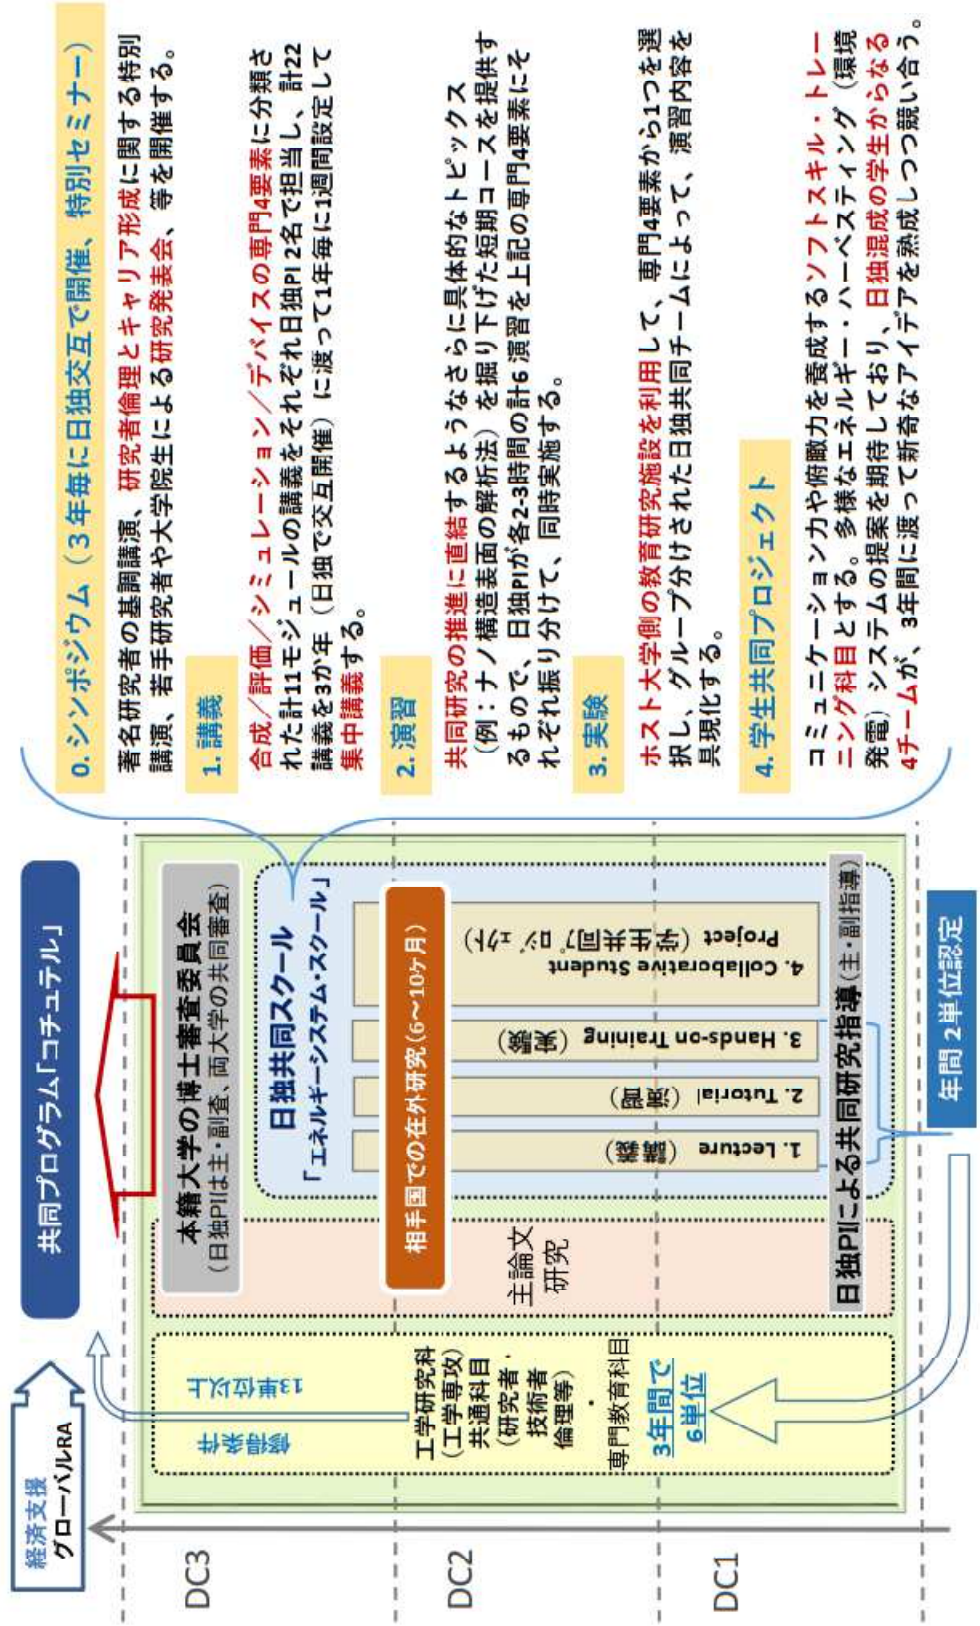 経済支援
グローバルRA
共同プログラム「コチュテル」
DC3
DC2
DC1
修得条件
13単位以上
工学研究科
(工学専攻)
共通科目
(研究者・
技術者
倫理等)
・
専門教育科目
3年間で
6単位
主論文
研究
本籍大学の博士審査委員会
(日独PIは主・副査、両大学の共同審査)
日独共同スクール
「エネルギーシステム・スクール」
相手国での在外研究(6～10ヶ月)
1. Lecture (講義)
2. Tutorial (演習)
3. Hands-on Training (実験)
4. Collaborative Student
Project (学生共同プロジェクト)
日独PIによる共同研究指導(主・副指導)
年間 2単位認定
0. シンポジウム（3年毎に日独交互で開催、特別セミナー）
著名研究者の基調講演、研究者倫理とキャリア形成に関する特別
講演、若手研究者や大学院生による研究発表会、等を開催する。
1. 講義
合成／評価／シミュレーション／デバイスの専門4要素に分類さ
れた計11モジュールの講義をそれぞれ日独PI 2名で担当し、計22
講義を3か年（日独で交互開催）に渡って1年毎に1週間設定して
集中講義する。
2. 演習
共同研究の推進に直結するようなさらに具体的なトピックス
（例：ナノ構造表面の解析法）を掘り下げた短期コースを提供す
るもので、日独PIが各2-3時間の計6演習を上記の専門4要素にそ
れぞれ振り分けて、同時実施する。
3. 実験
ホスト大学側の教育研究施設を利用して、専門4要素から1つを選
択し、グループ分けされた日独共同チームによって、演習内容を
具現化する。
4. 学生共同プロジェクト
コミュニケーション力や俯瞰力を養成するソフトスキル・トレー
ニング科目とする。多様なエネルギー・ハーベスティング（環境
発電）システムの提案を期待しており、日独混成の学生からなる
4チームが、3年間に渡って新奇なアイデアを熟成しつつ競い合う。